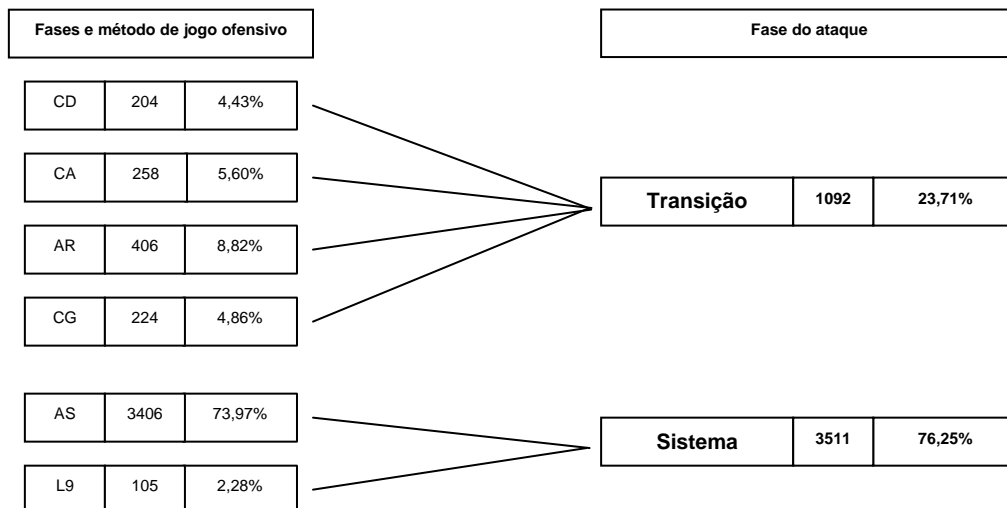 Fases e método de jogo ofensivo
Fase do ataque
CD 204 4,43%
CA 258 5,60%
Transição 1092 23,71%
AR 406 8,82%
CG 224 4,86%
AS 3406 73,97%
Sistema 3511 76,25%
L9 105 2,28%